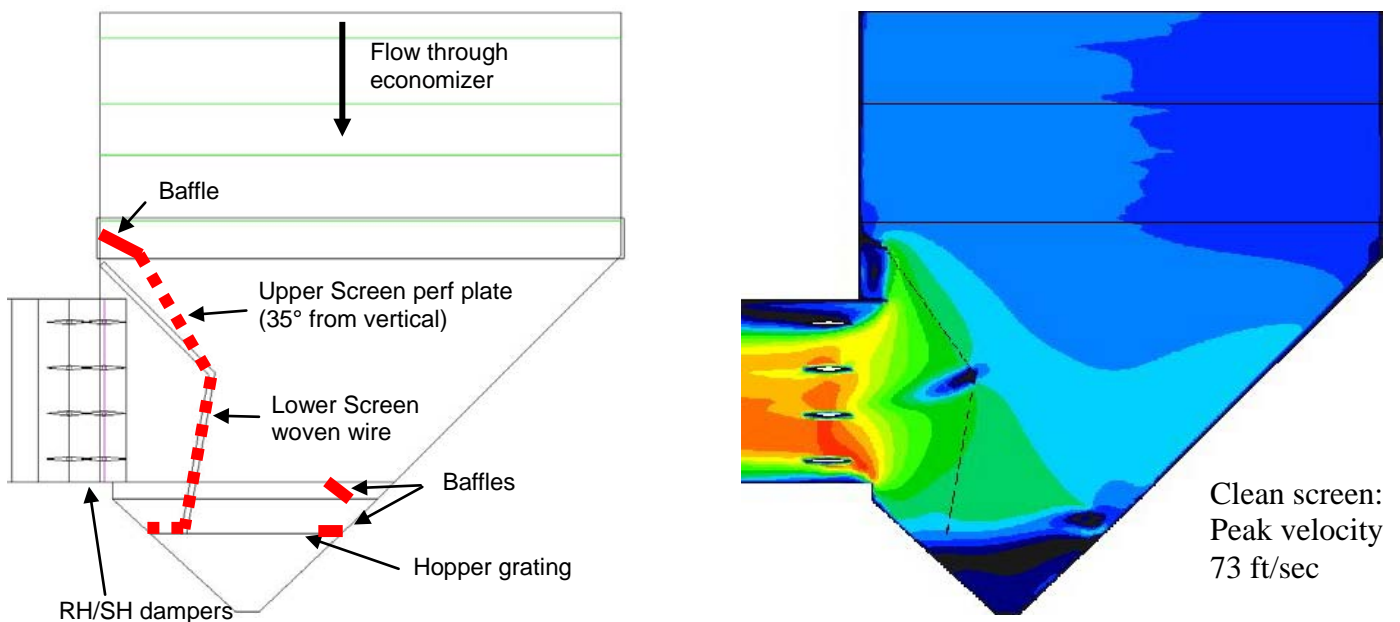 Flow through
economizer
Baffle
Upper Screen perf plate
(35° from vertical)
Lower Screen
woven wire
Baffles
Hopper grating
RH/SH dampers
Clean screen:
Peak velocity
73 ft/sec